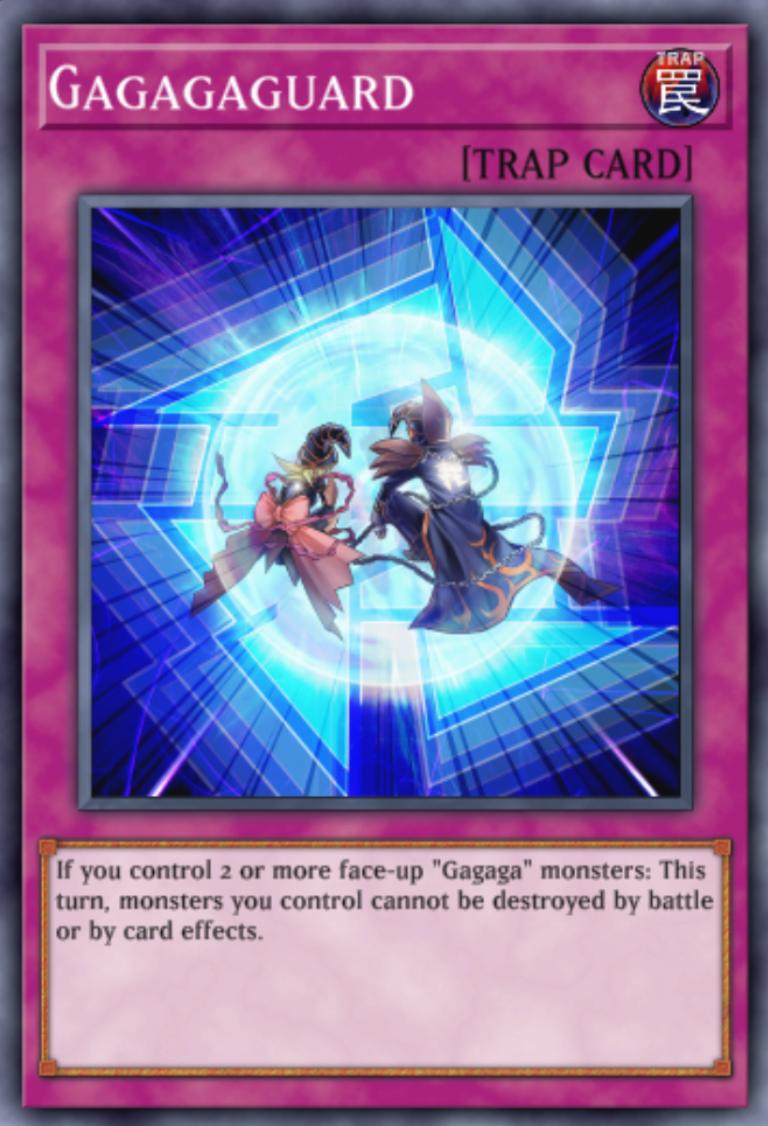 GAGAGAGUARD
TRAP
罠
[TRAP CARD]
If you control 2 or more face-up "Gagaga" monsters: This
turn, monsters you control cannot be destroyed by battle
or by card effects.